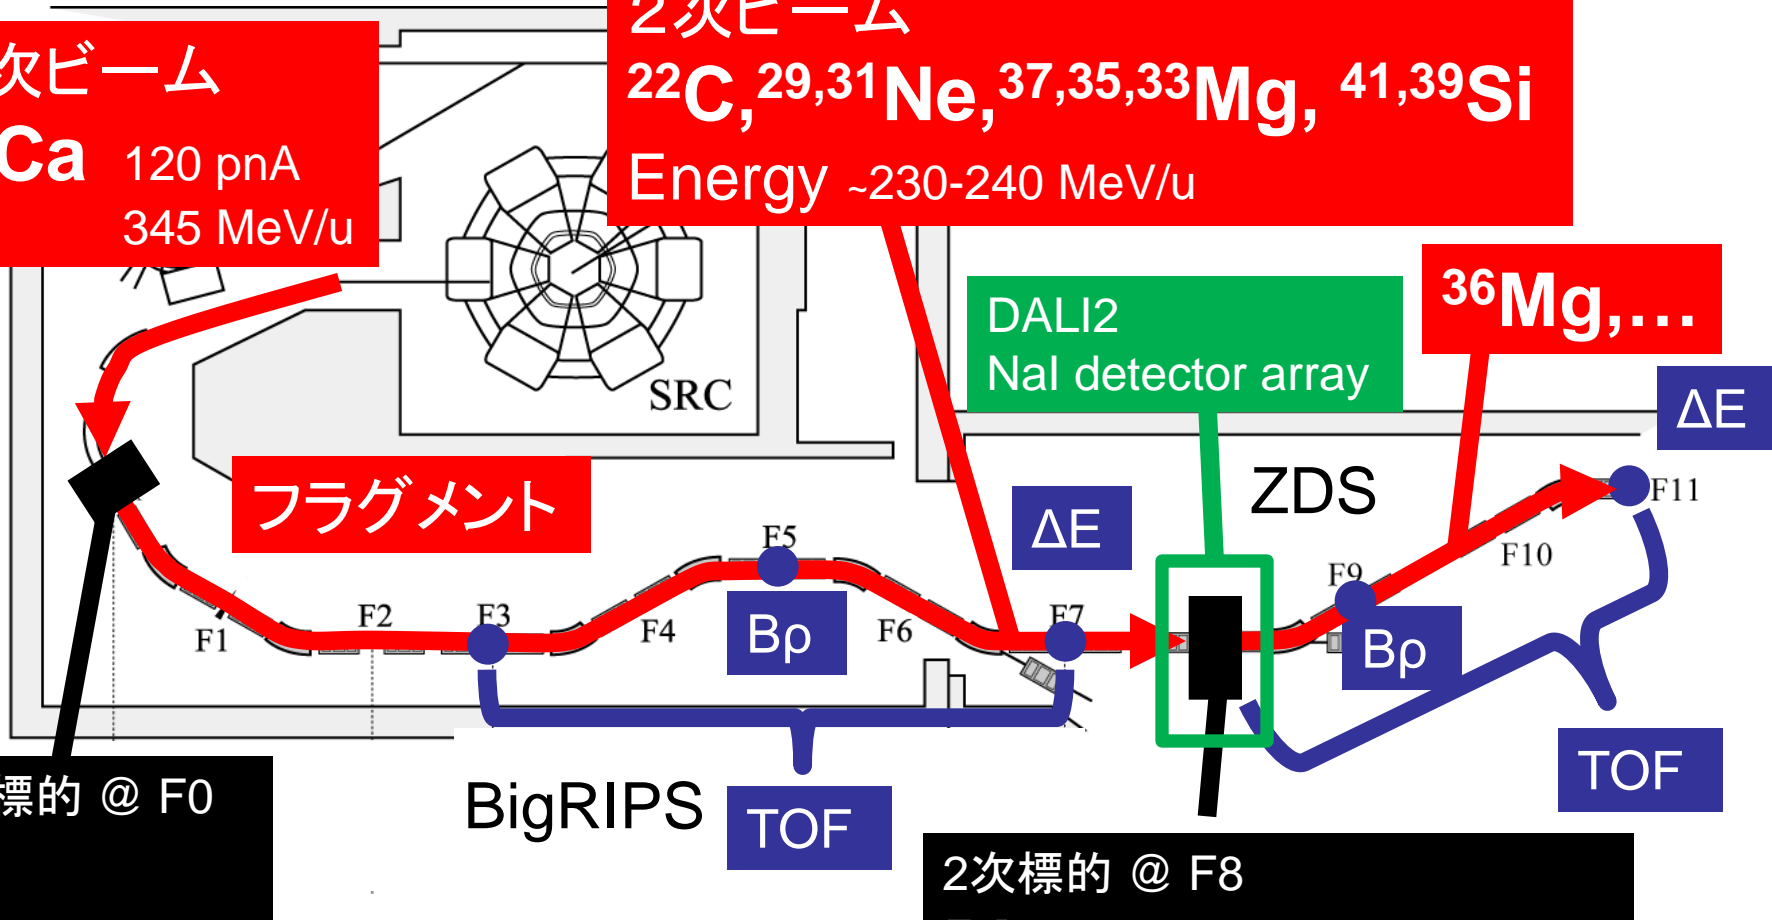 次ビーム
Ca 120 pnA
345 MeV/u
2次ビーム
22C,29,31Ne,37,35,33Mg, 41,39Si
Energy ~230-240 MeV/u
36Mg,...
DALI2
NaI detector array
ΔE
SRC
ZDS
フラグメント
ΔE
F11
F10
F9
F5
F7
F1
F2
F3
F4
F6
Bρ
Bρ
TOF
標的 @ F0
BigRIPS
TOF
2次標的 @ F8